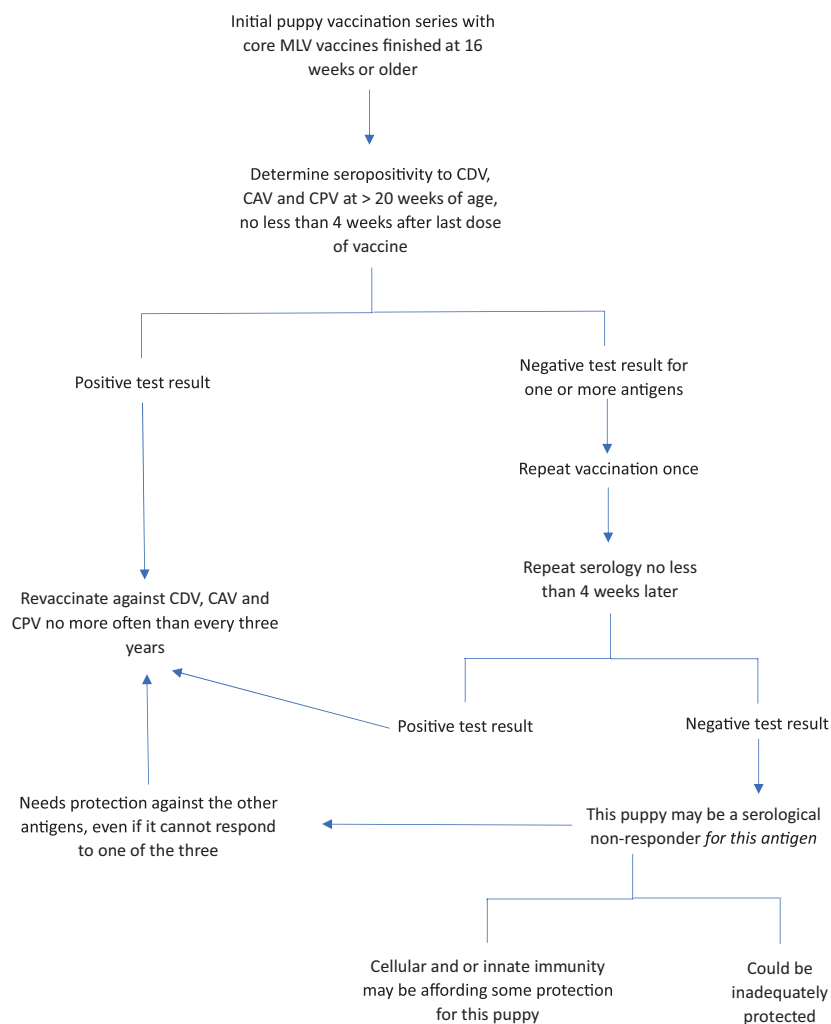 Initial puppy vaccination series with
core MLV vaccines finished at 16
weeks or older
Determine seropositivity to CDV,
CAV and CPV at > 20 weeks of age,
no less than 4 weeks after last dose
of vaccine
Positive test result
Negative test result for
one or more antigens
Repeat vaccination once
Repeat serology no less
than 4 weeks later
Revaccinate against CDV, CAV and
CPV no more often than every three
years
Positive test result
Negative test result
Needs protection against the other
antigens, even if it cannot respond
to one of the three
This puppy may be a serological
non-responder for this antigen
Cellular and or innate immunity
may be affording some protection
for this puppy
Could be
inadequately
protected